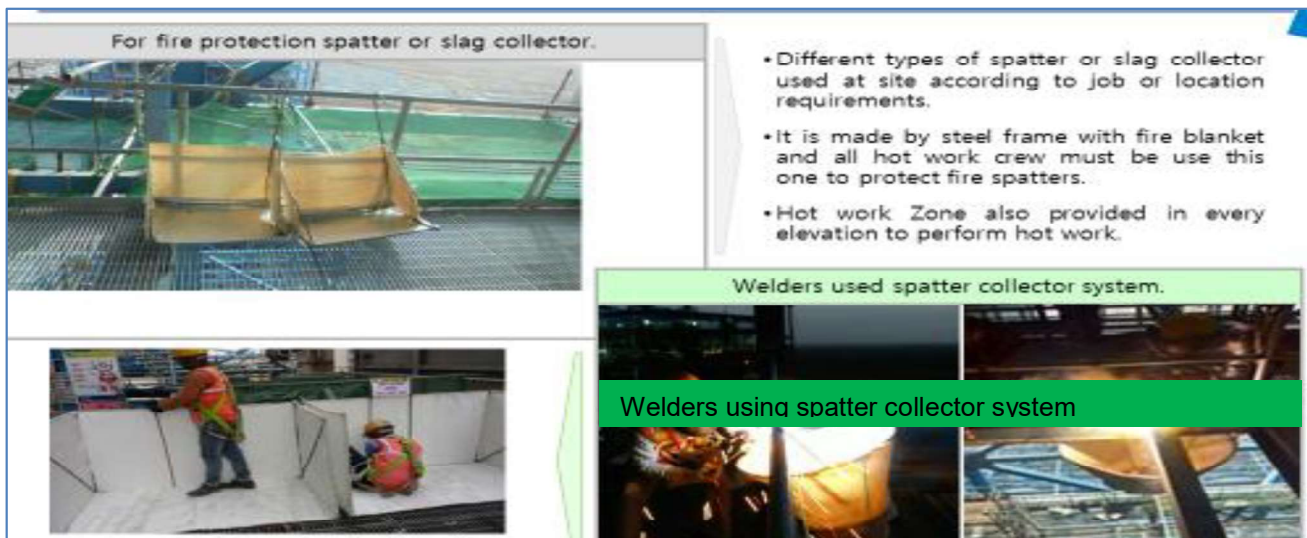 For fire protection spatter or slag collector.
• Different types of spatter or slag collector
used at site according to job or location
requirements.
• It is made by steel frame with fire blanket
and all hot work crew must be use this
one to protect fire spatters.
• Hot work Zone also provided in every
elevation to perform hot work.
Welders used spatter collector system.
Welders using spatter collector system